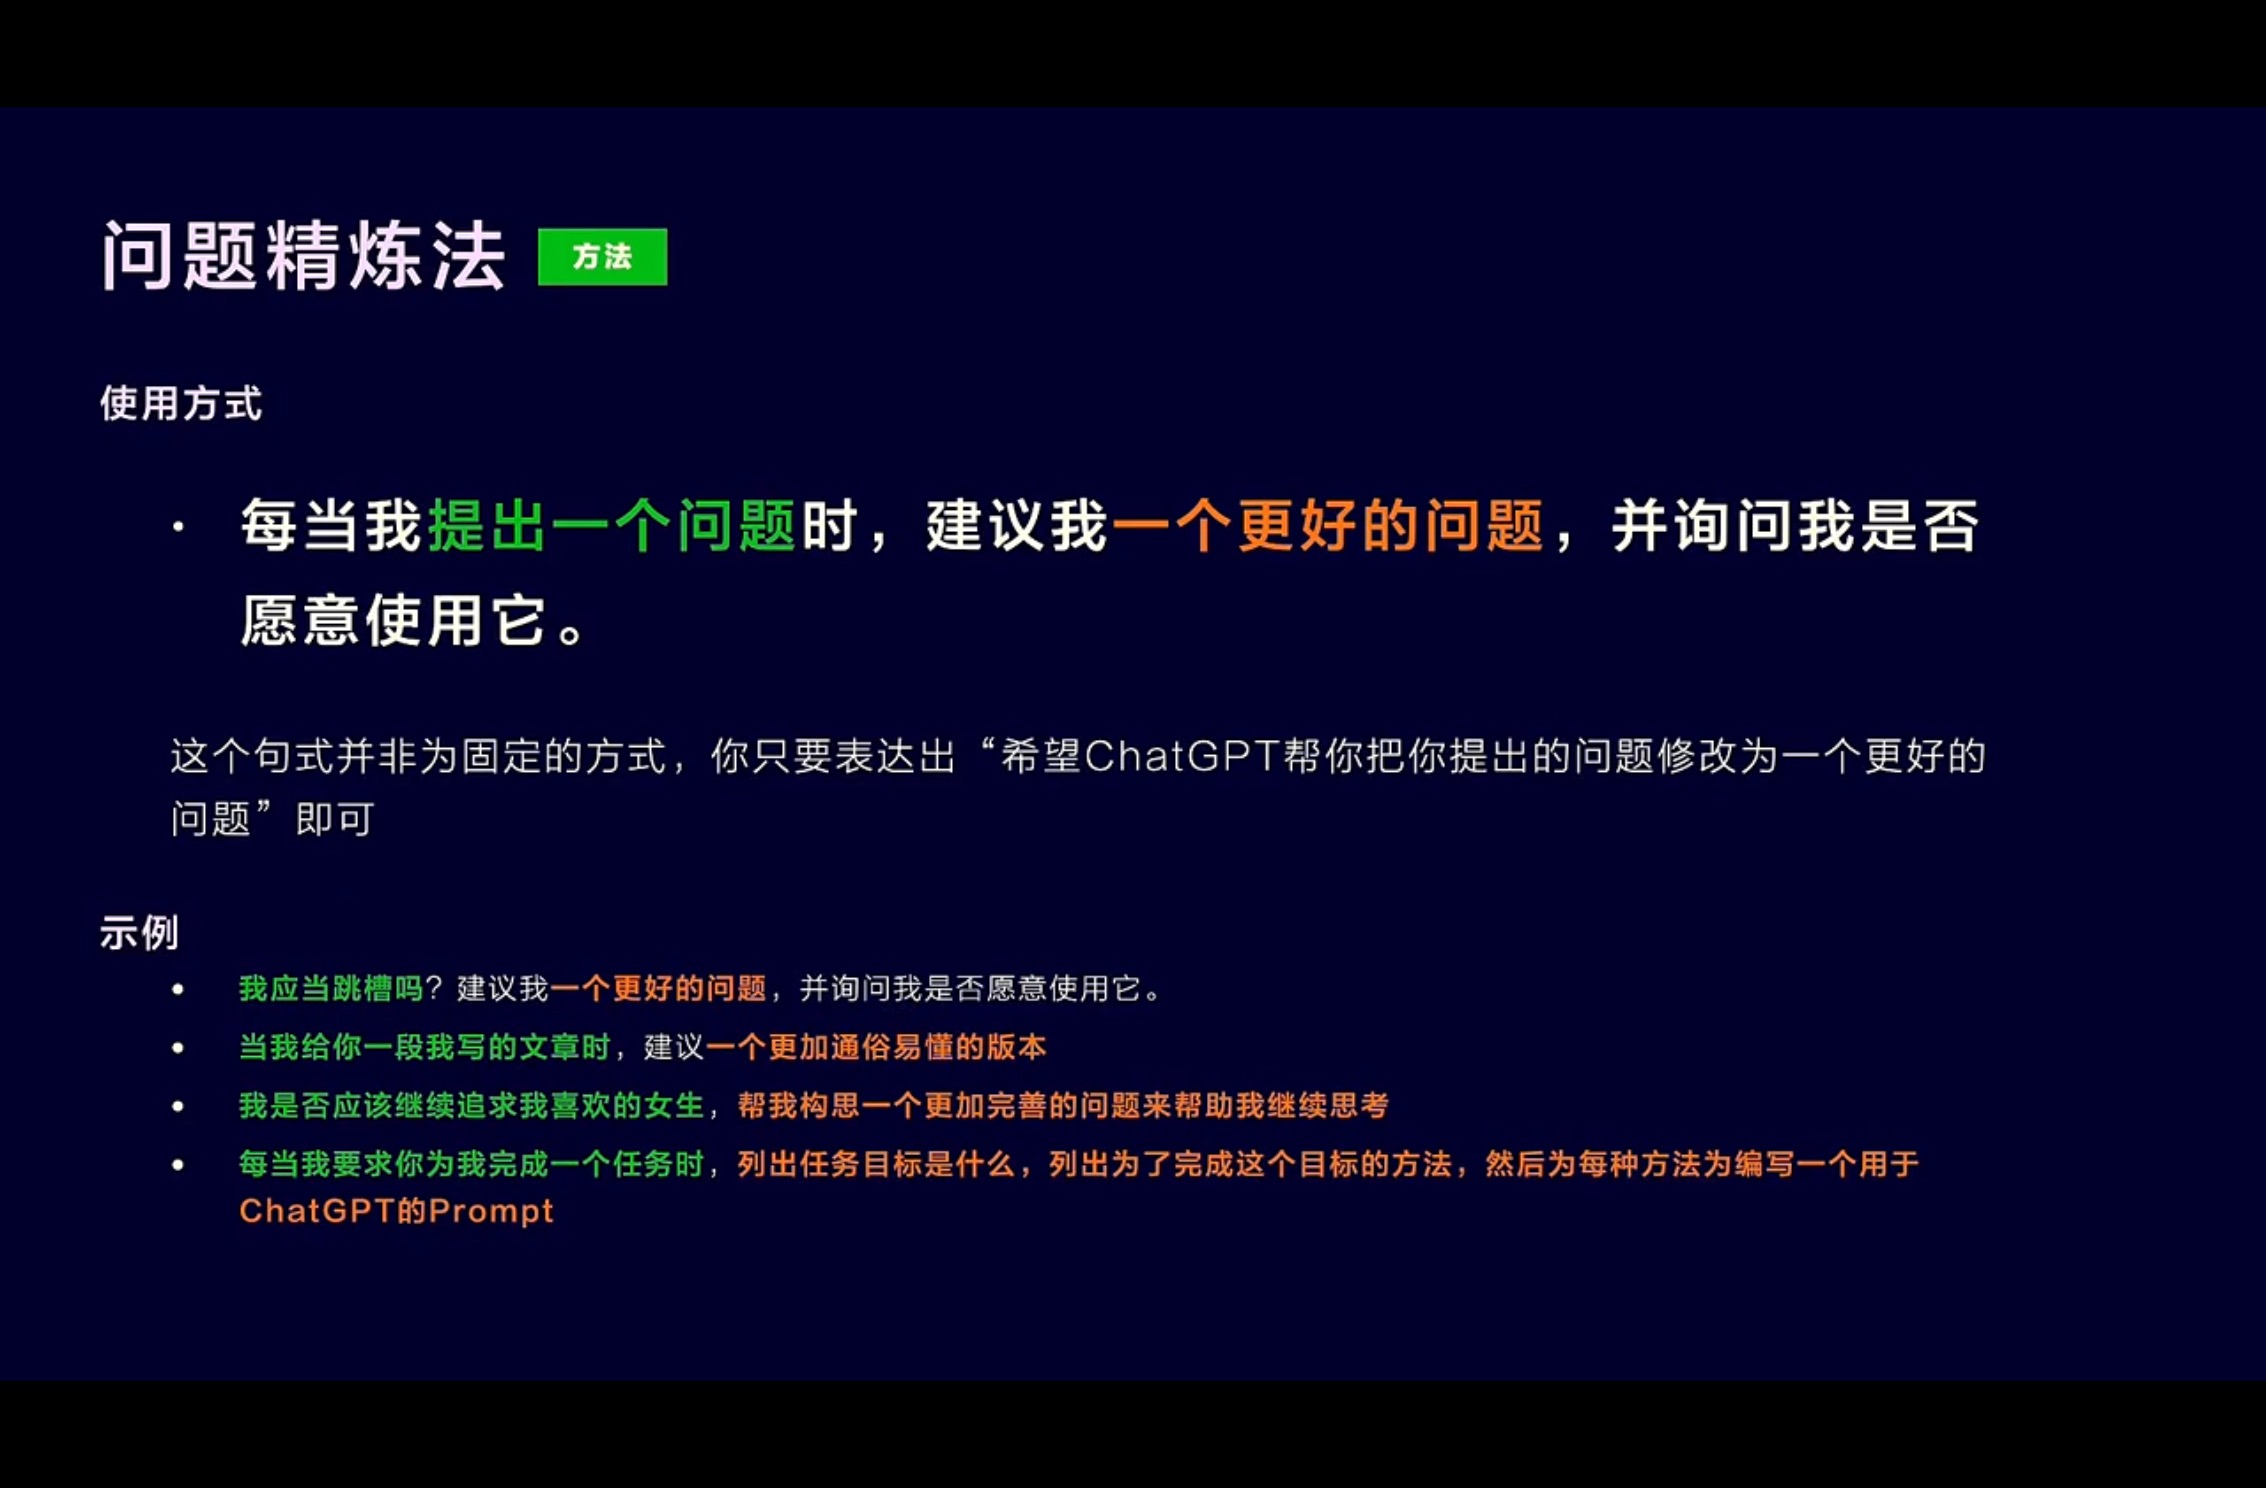 问题精炼法 方法
使用方式
· 每当我提出一个问题时，建议我一个更好的问题，并询问我是否
愿意使用它。
这个句式并非为固定的方式，你只要表达出“希望ChatGPT帮你把你提出的问题修改为一个更好的
问题”即可
示例
• 我应当跳槽吗？建议我一个更好的问题，并询问我是否愿意使用它。
• 当我给你一段我写的文章时，建议一个更加通俗易懂的版本
• 我是否应该继续追求我喜欢的女生，帮我构思一个更加完善的问题来帮助我继续思考
• 每当我要求你为我完成一个任务时，列出任务目标是什么，列出为了完成这个目标的方法，然后为每种方法为编写一个用于
ChatGPT的Prompt